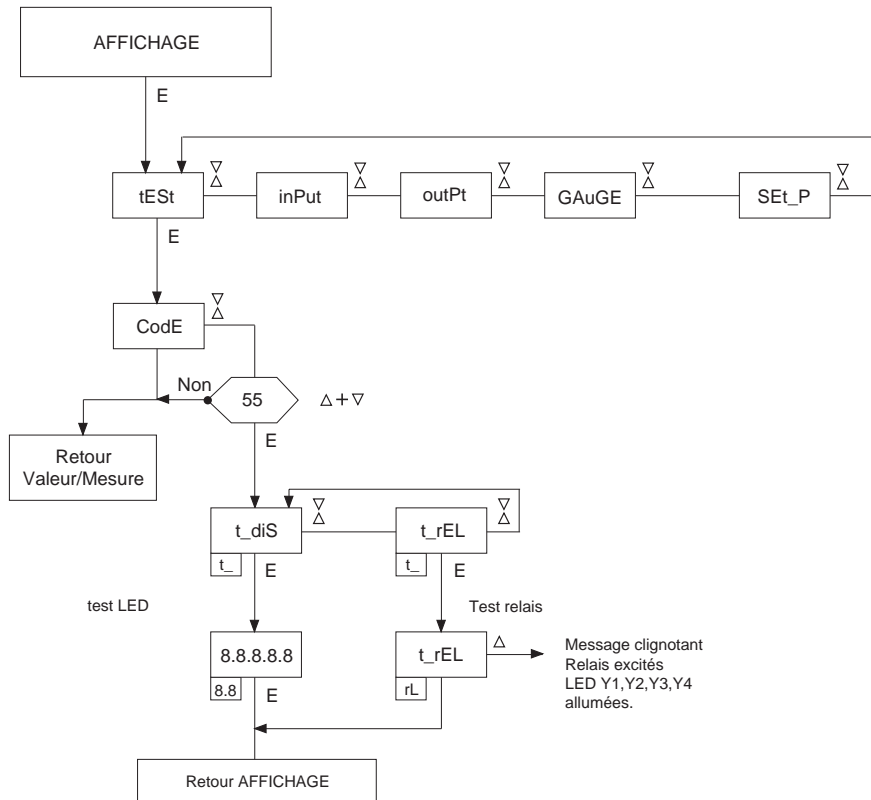 AFFICHAGE
E
tESt
inPut
outPt
GAuGE
SEt_P
E
CodE
Non
55
+
E
Retour
Valeur/Mesure
t_diS
t_rEL
t_
t_
E
E
test LED
Test relais
8.8.8.8.8
t_rEL
8.8
rL
E
Message clignotant
Relais excités
LED Y1,Y2,Y3,Y4
allumées.
Retour AFFICHAGE